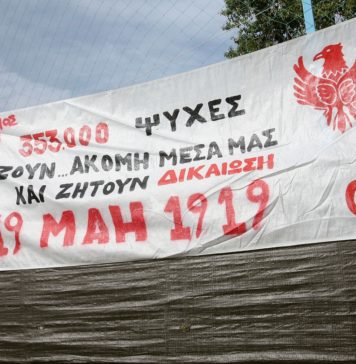 353.000 ΨΥΧΕΣ
ΖΟΥΝ... ΑΚΟΜΗ ΜΕΣΑ ΜΑΣ
ΚΑΙ ΖΗΤΟΥΝ ΔΙΚΑΙΩΣΗ
19 ΜΑΗ 1919